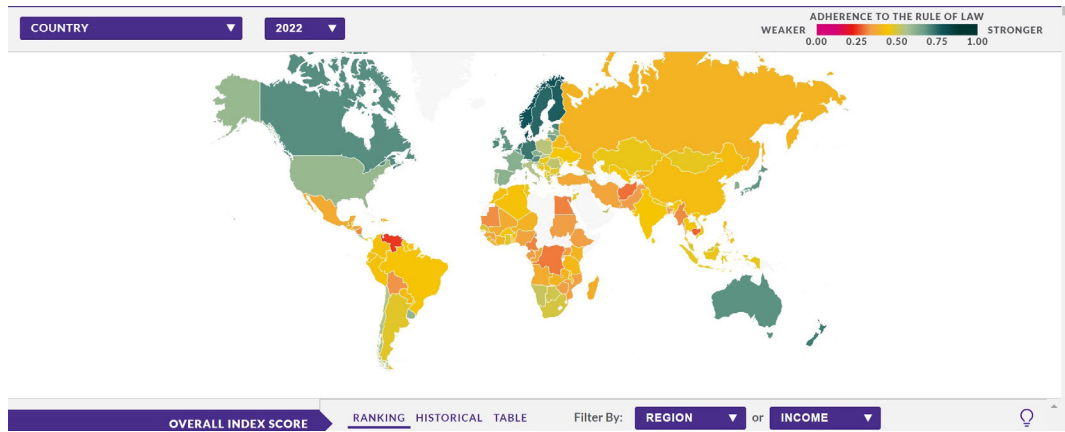 COUNTRY
2022
ADHERENCE TO THE RULE OF LAW
WEAKER STRONGER
0.00 0.25 0.50 0.75 1.00
OVERALL INDEX SCORE
RANKING HISTORICAL TABLE
Filter By: REGION or INCOME